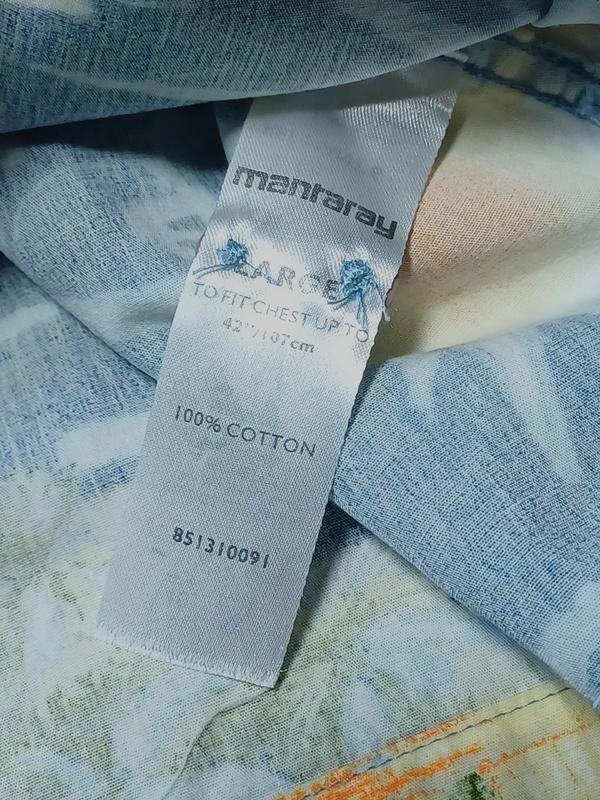 mantaray
LARGE
TO FIT CHEST UP TO
42"/107cm
100% COTTON
851310091